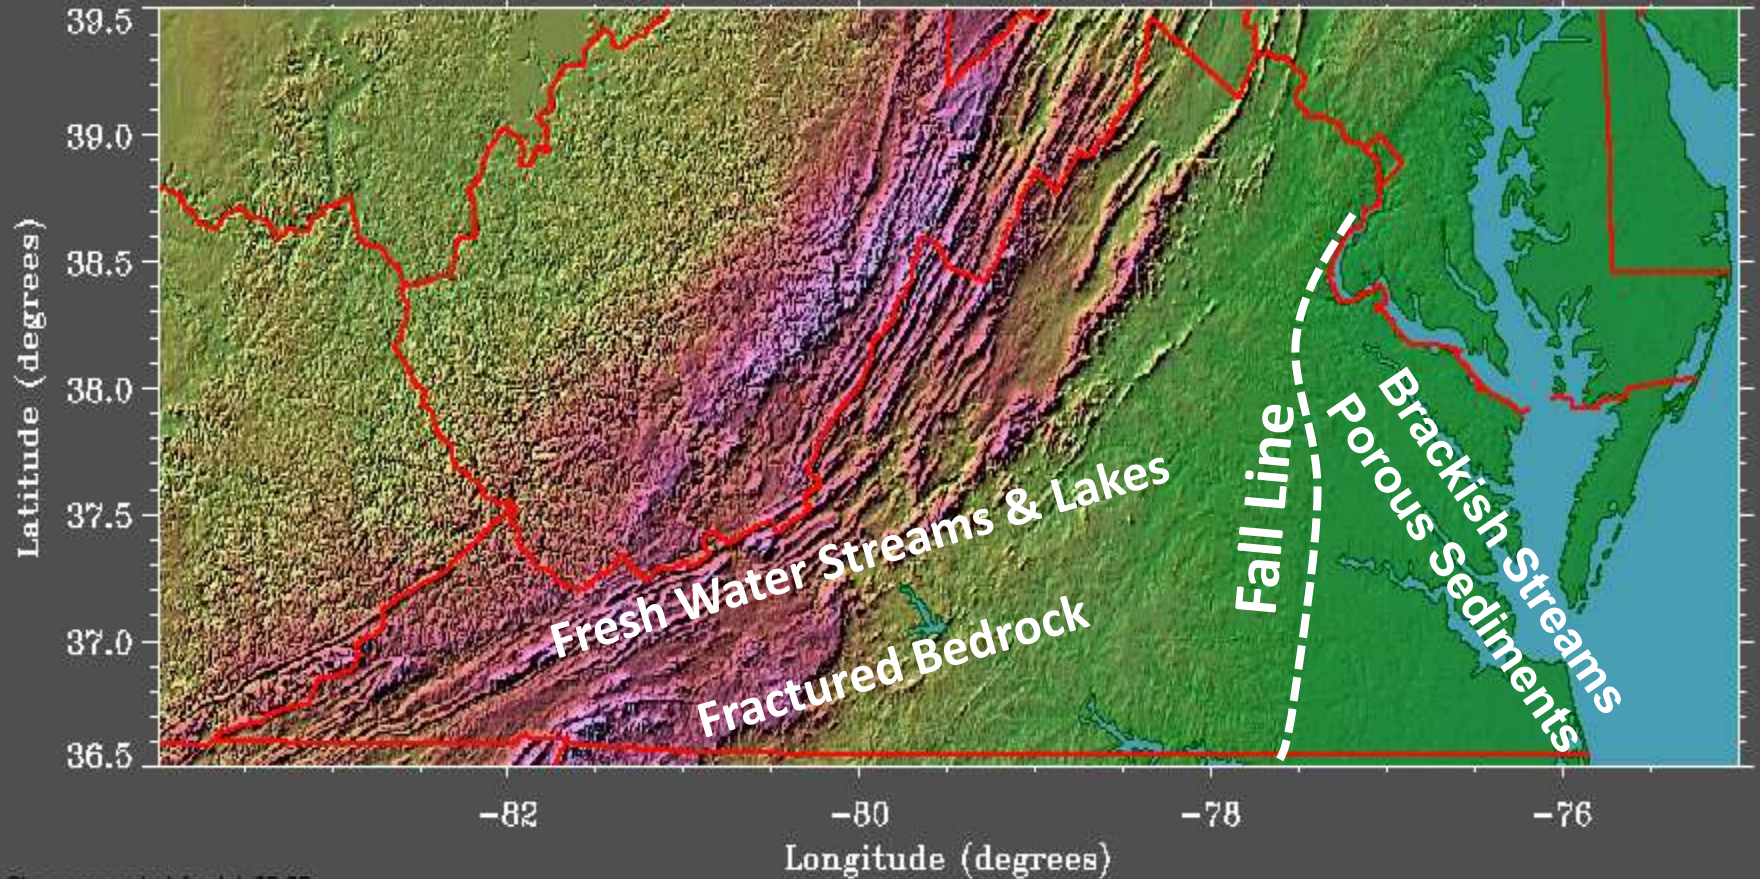 39.5
39.0
38.5
38.0
37.5
37.0
36.5
Latitude (degrees)
Fresh Water Streams & Lakes
Fractured Bedrock
Fall Line
Brackish Streams
Porous Sediments
−82
−80
−78
−76
Longitude (degrees)